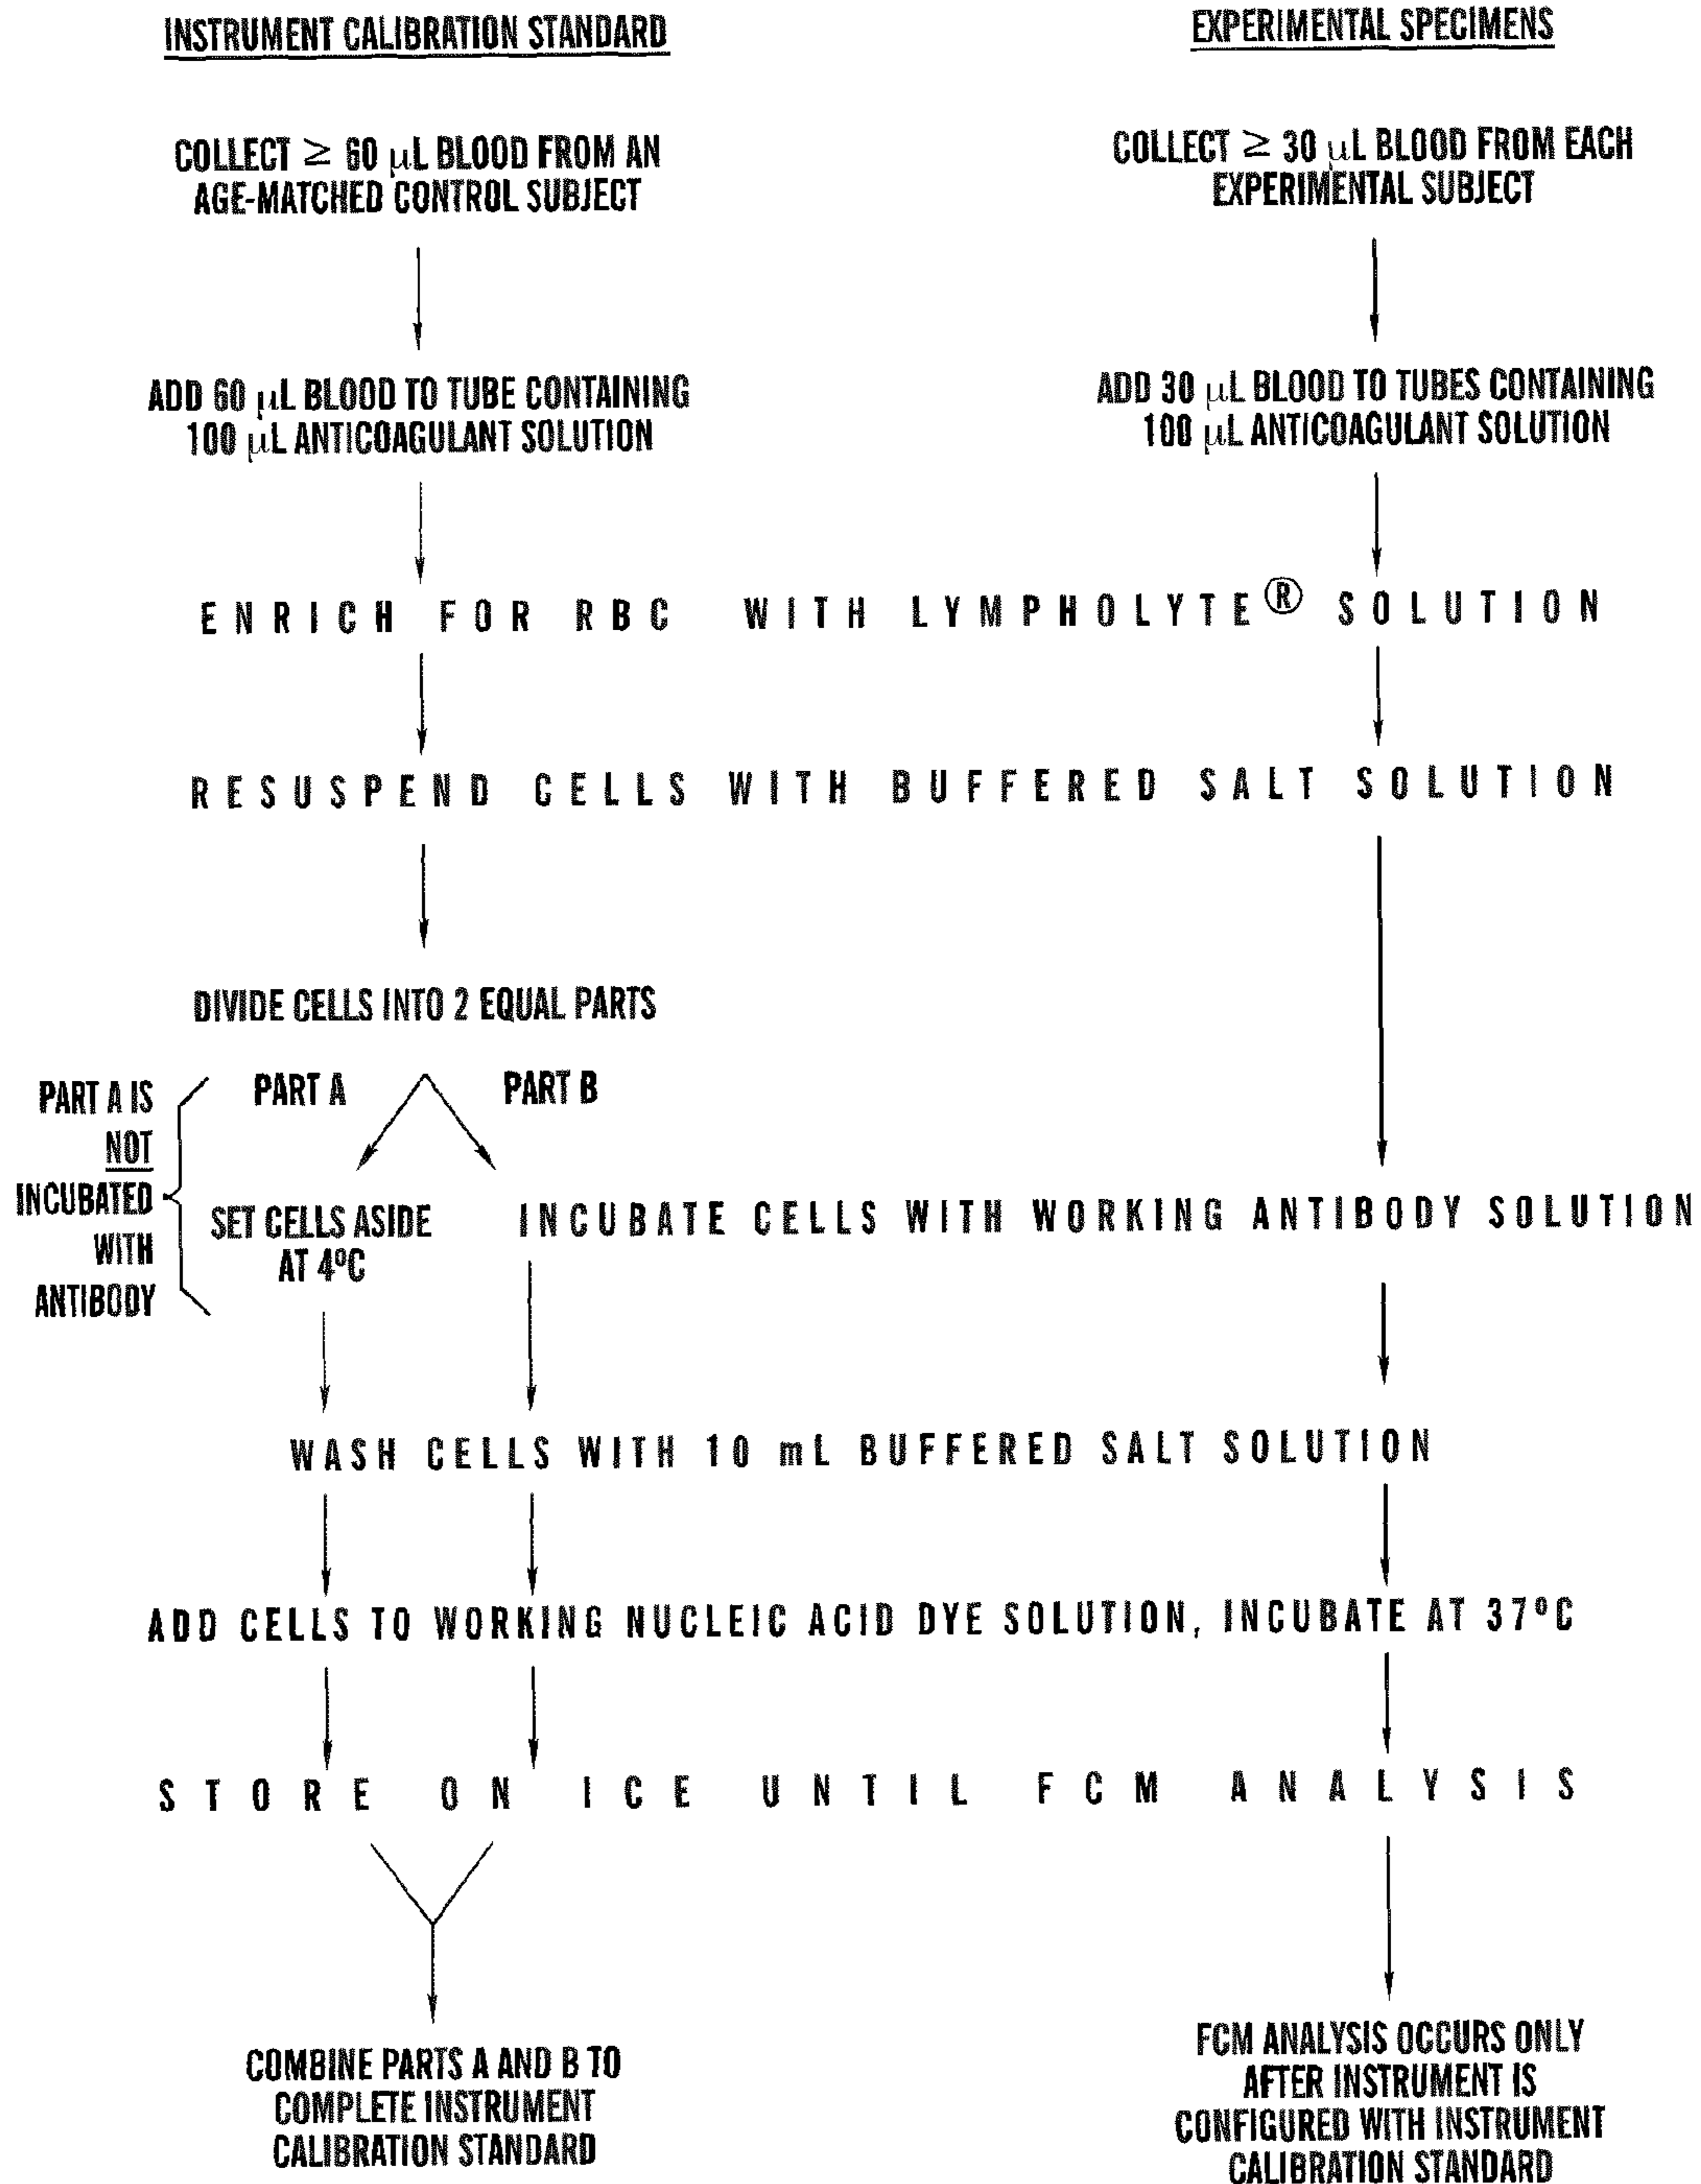 INSTRUMENT CALIBRATION STANDARD
EXPERIMENTAL SPECIMENS
COLLECT ≥ 60 µL BLOOD FROM AN
AGE-MATCHED CONTROL SUBJECT
COLLECT ≥ 30 µL BLOOD FROM EACH
EXPERIMENTAL SUBJECT
ADD 60 µL BLOOD TO TUBE CONTAINING
100 µL ANTICOAGULANT SOLUTION
ADD 30 µL BLOOD TO TUBES CONTAINING
100 µL ANTICOAGULANT SOLUTION
ENRICH FOR RBC WITH LYMPHOLYTE® SOLUTION
RESUSPEND CELLS WITH BUFFERED SALT SOLUTION
DIVIDE CELLS INTO 2 EQUAL PARTS
PART A IS
NOT
INCUBATED
WITH
ANTIBODY
PART A
PART B
SET CELLS ASIDE
AT 4ºC
INCUBATE CELLS WITH WORKING ANTIBODY SOLUTION
WASH CELLS WITH 10 mL BUFFERED SALT SOLUTION
ADD CELLS TO WORKING NUCLEIC ACID DYE SOLUTION, INCUBATE AT 37ºC
STORE ON ICE UNTIL FCM ANALYSIS
COMBINE PARTS A AND B TO
COMPLETE INSTRUMENT
CALIBRATION STANDARD
FCM ANALYSIS OCCURS ONLY
AFTER INSTRUMENT IS
CONFIGURED WITH INSTRUMENT
CALIBRATION STANDARD